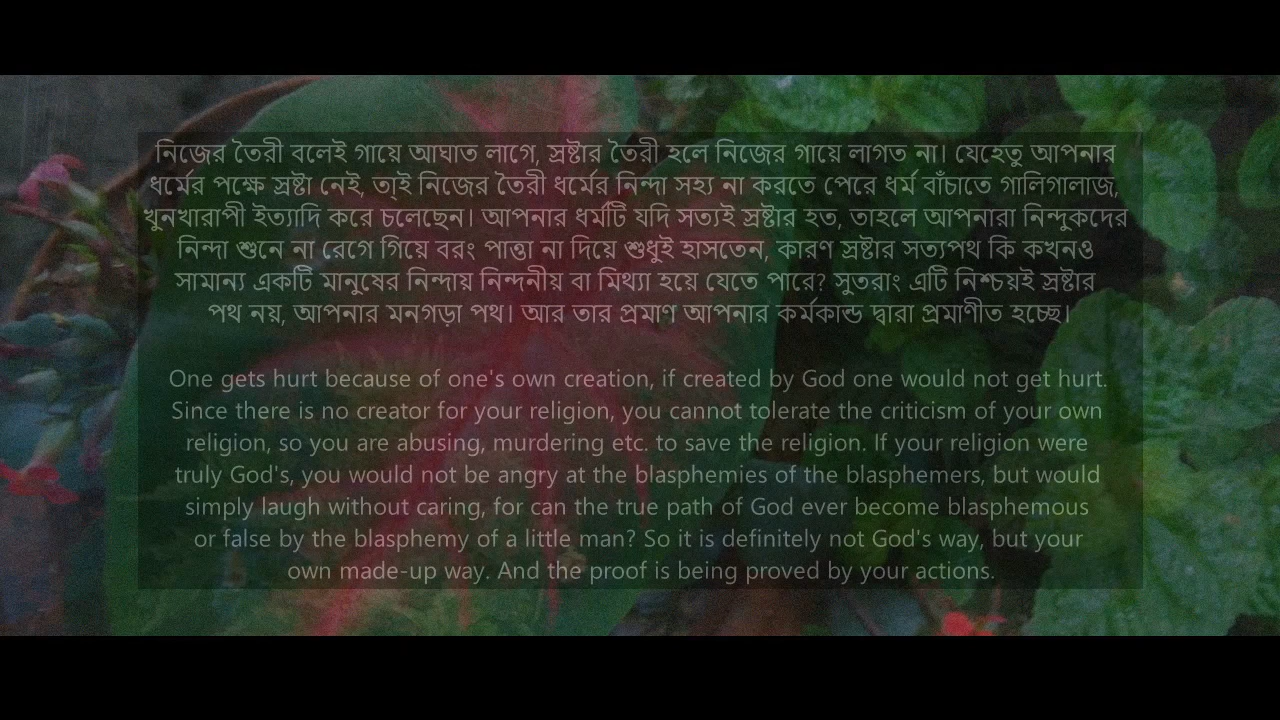 নিজের তৈরী বলেই গায়ে আঘাত লাগে, স্রষ্টার তৈরী হলে নিজের গায়ে লাগত না। যেহেতু আপনার
ধর্মের পক্ষে স্রষ্টা নেই, তাই নিজের তৈরী ধর্মের নিন্দা সহ্য না করতে পেরে ধর্ম বাঁচাতে গালিগালাজ,
খুনখারাপী ইত্যাদি করে চলেছেন। আপনার ধর্মটি যদি সত্যই স্রষ্টার হত, তাহলে আপনারা নিন্দুকদের
নিন্দা শুনে না রেগে গিয়ে বরং পাত্তা না দিয়ে শুধুই হাসতেন, কারণ স্রষ্টার সত্যপথ কি কখনও
সামান্য একটি মানুষের নিন্দায় নিন্দনীয় বা মিথ্যা হয়ে যেতে পারে? সুতরাং এটি নিশ্চয়ই স্রষ্টার
পথ নয়, আপনার মনগড়া পথ। আর তার প্রমাণ আপনার কর্মকান্ড দ্বারা প্রমাণীত হচ্ছে।
One gets hurt because of one's own creation, if created by God one would not get hurt.
Since there is no creator for your religion, you cannot tolerate the criticism of your own
religion, so you are abusing, murdering etc. to save the religion. If your religion were
truly God's, you would not be angry at the blasphemies of the blasphemers, but would
simply laugh without caring, for can the true path of God ever become blasphemous
or false by the blasphemy of a little man? So it is definitely not God's way, but your
own made-up way. And the proof is being proved by your actions.